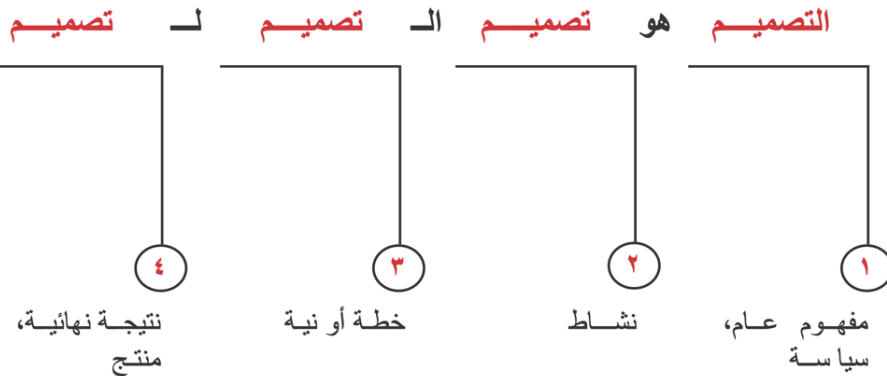 التصميم هو تصميم الـ تصميم لـ تصميم
١
مفهوم عام،
سياسة
٢
نشاط
٣
خطة أو نية
٤
نتيجة نهائية،
منتج